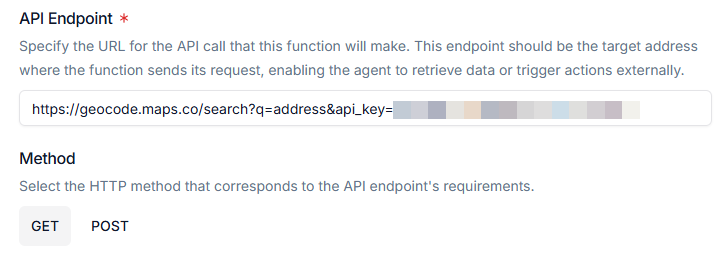 API Endpoint *
Specify the URL for the API call that this function will make. This endpoint should be the target address
where the function sends its request, enabling the agent to retrieve data or trigger actions externally.
https://geocode.maps.co/search?q=address&api_key=
Method
Select the HTTP method that corresponds to the API endpoint's requirements.
GET POST